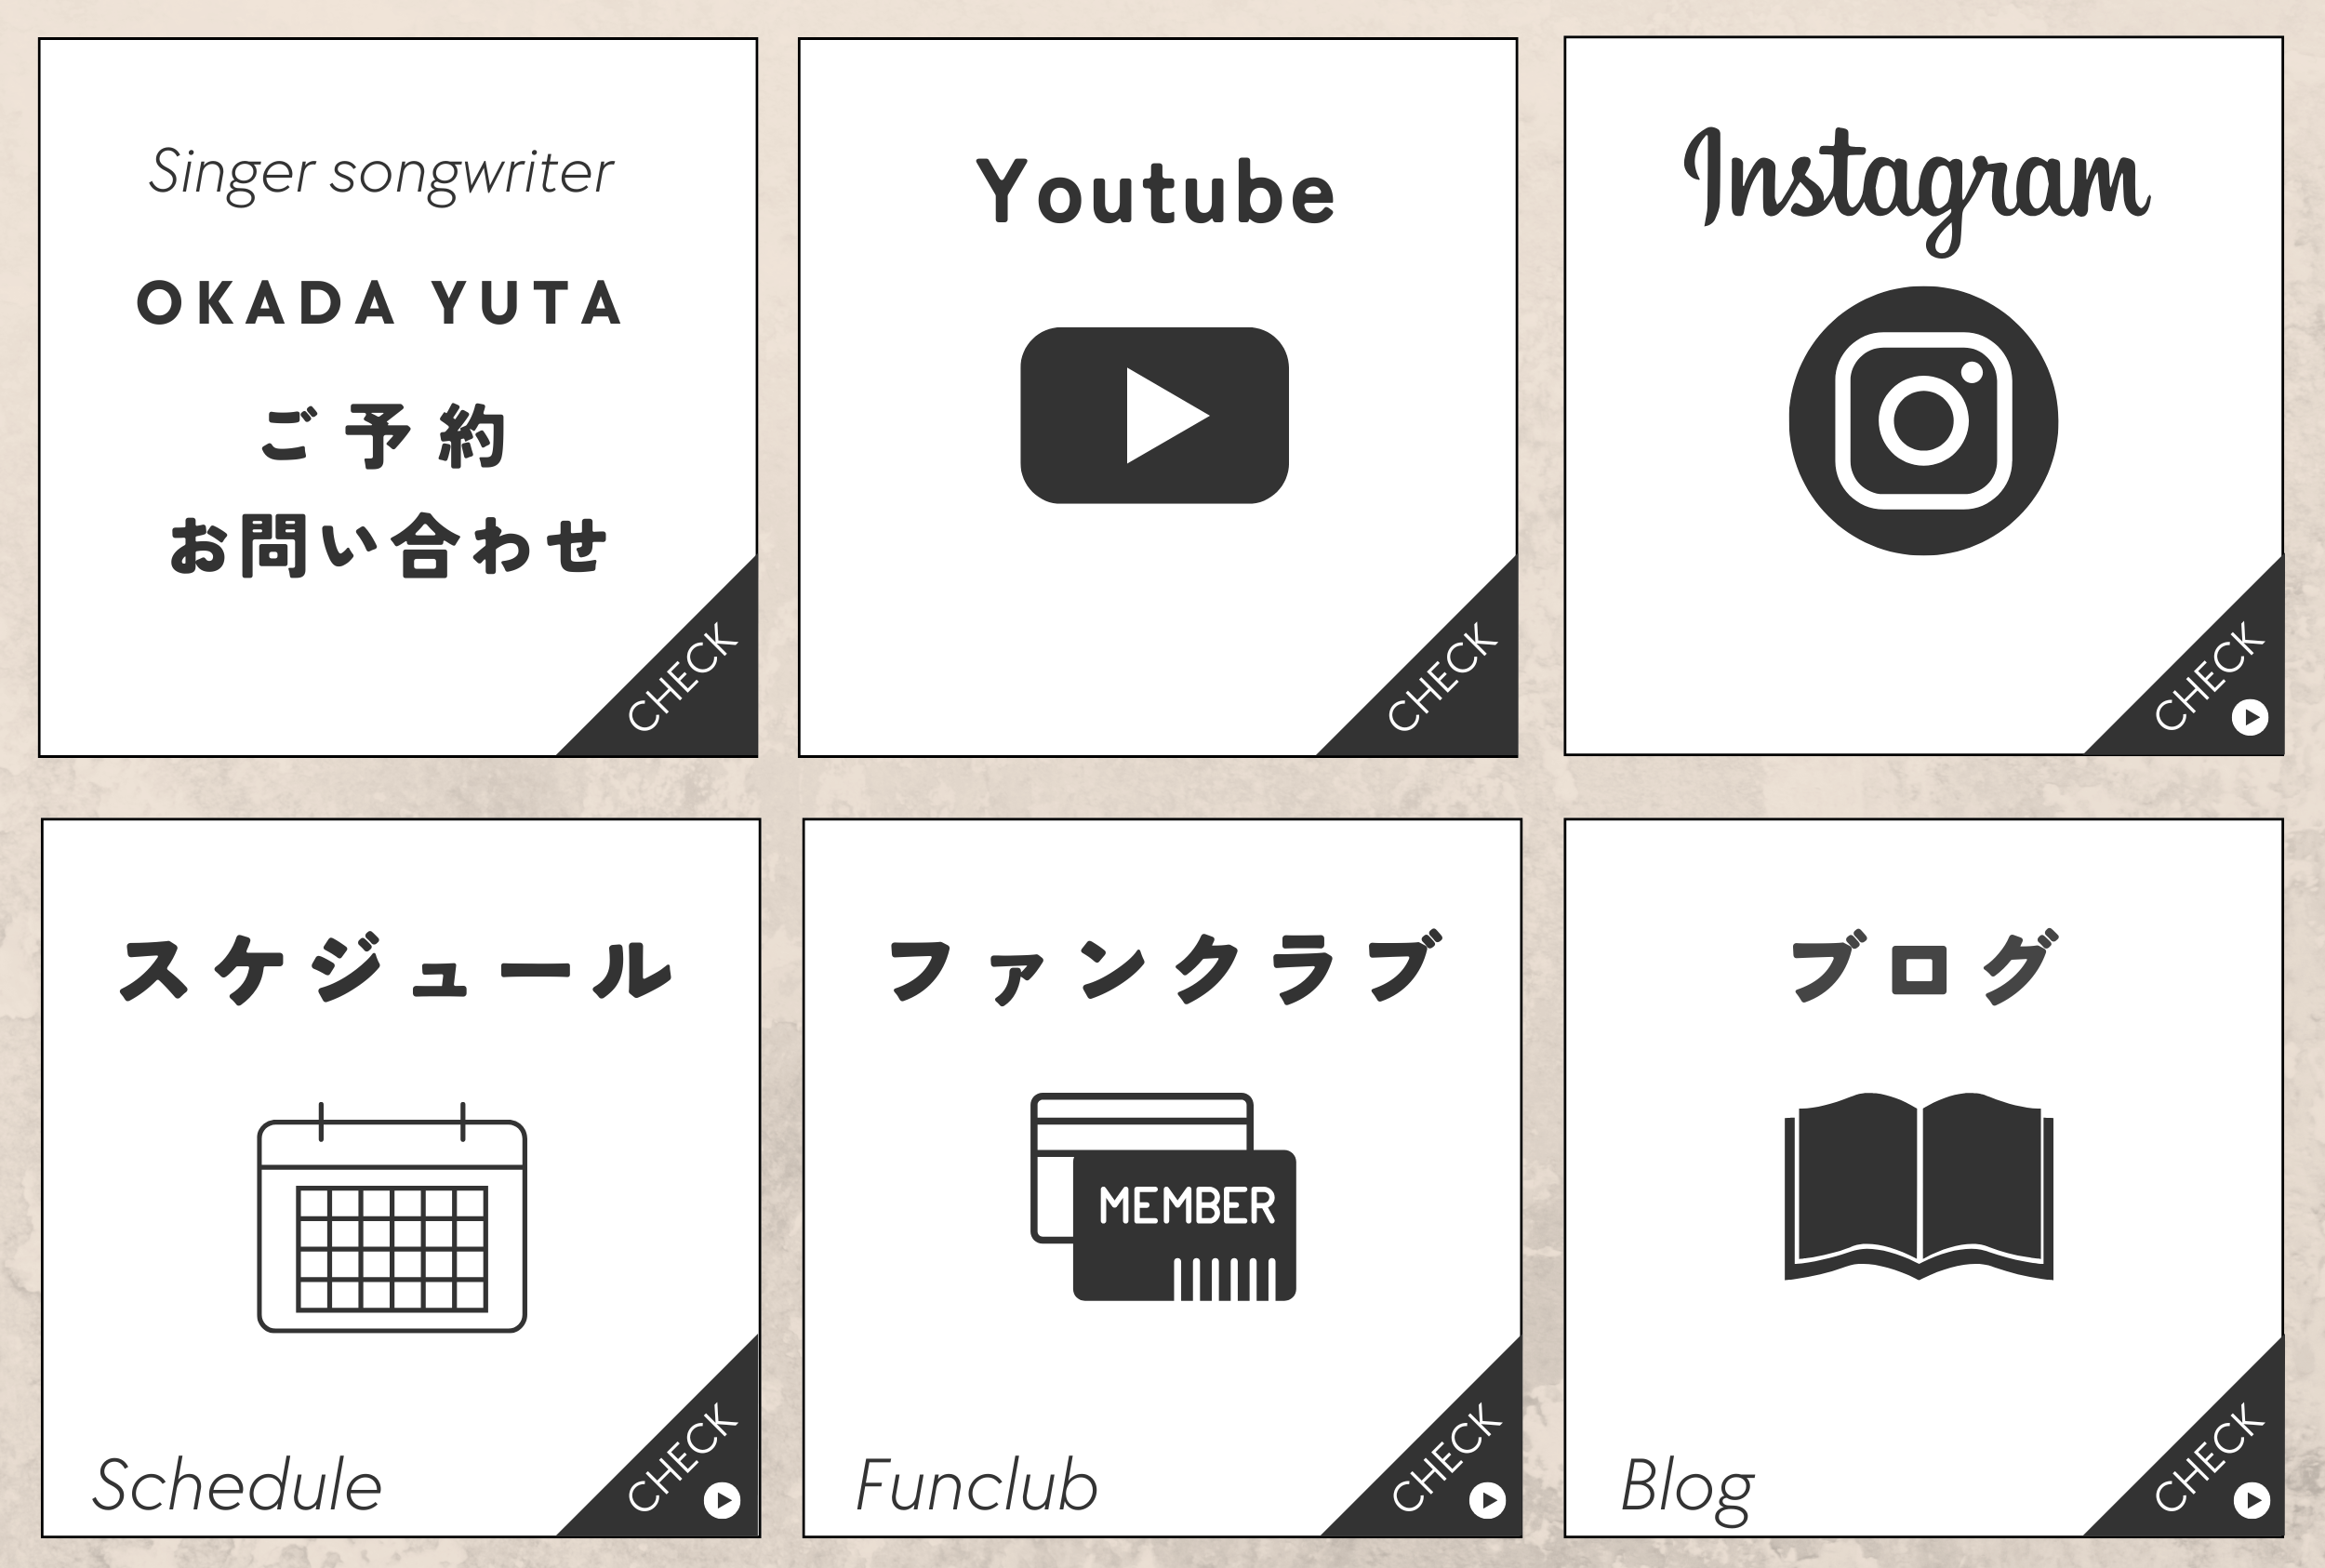 Singer songwriter
OKADA YUTA
ご予約
お問い合わせ
CHECK
Youtube
CHECK
Instagram
CHECK
スケジュール
Schedule
CHECK
ファンクラブ
MEMBER
Funclub
CHECK
ブログ
Blog
CHECK